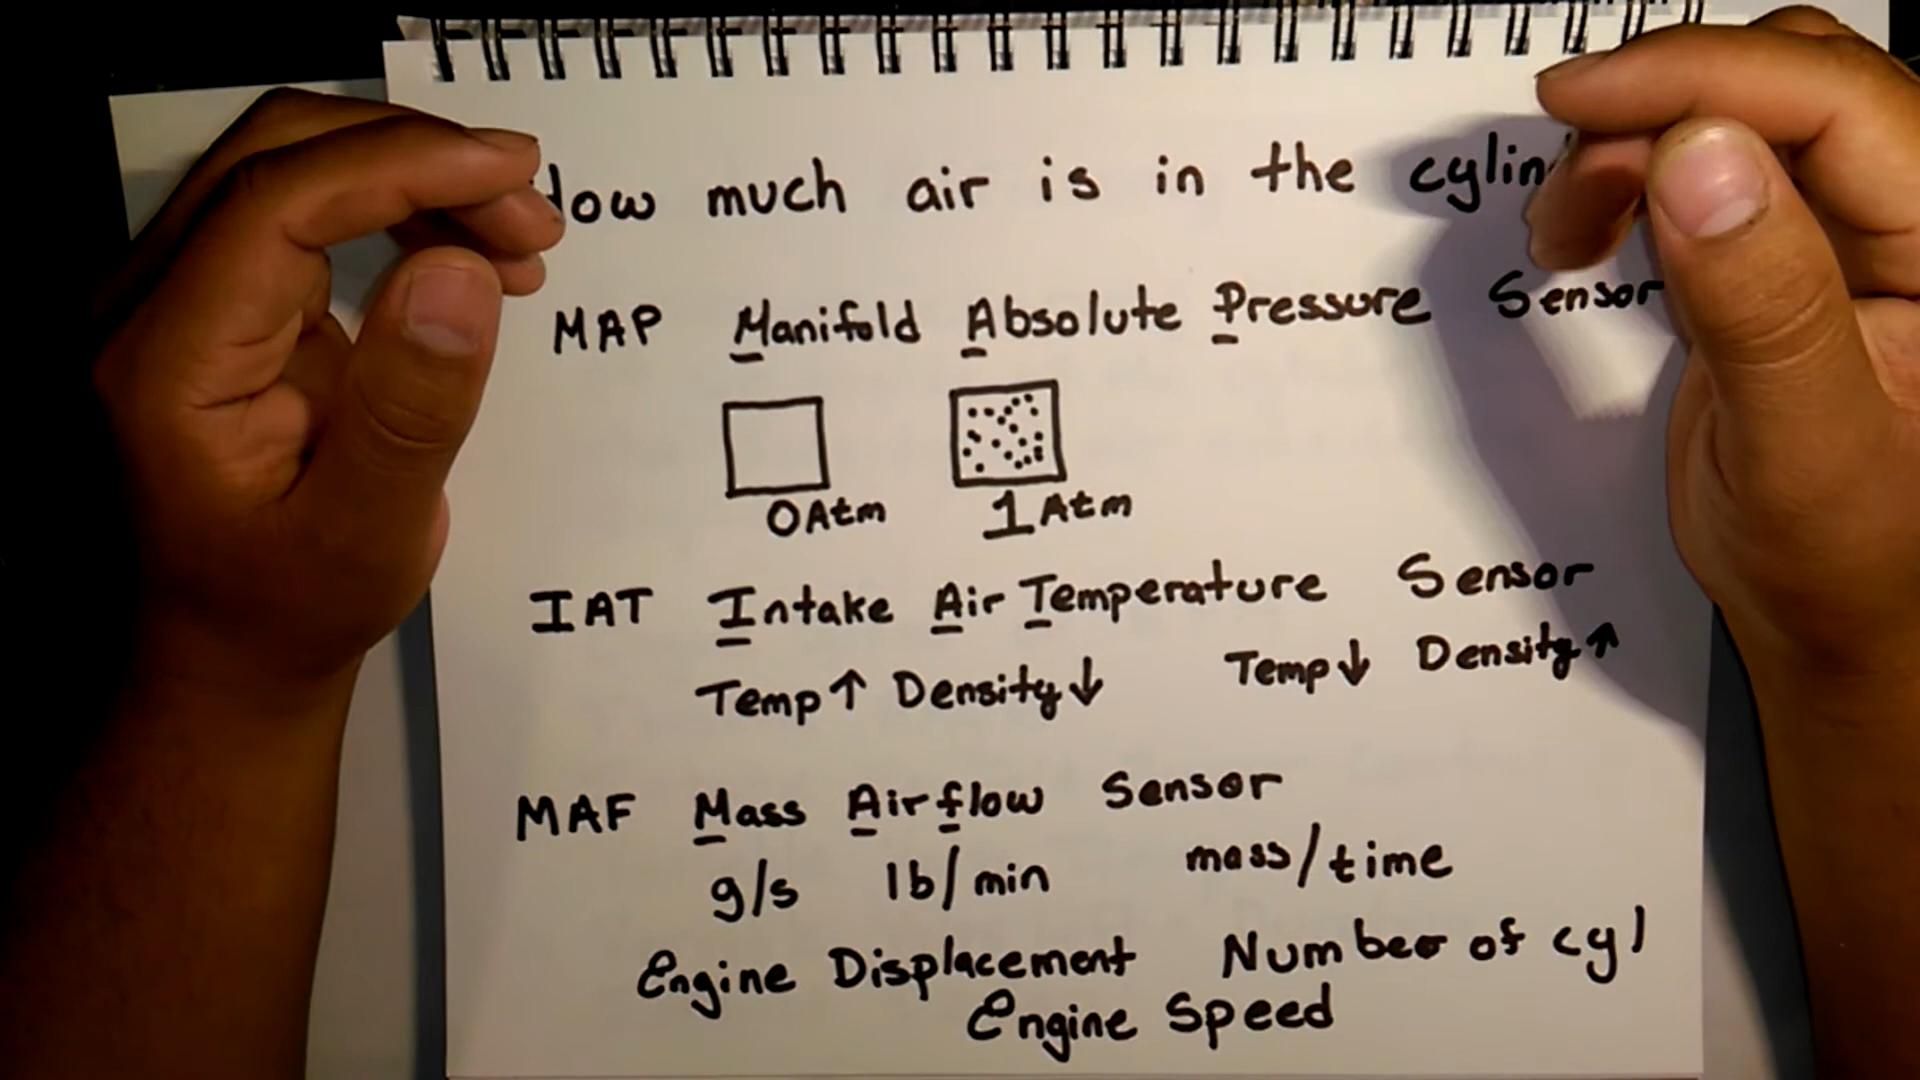 How much air is in the cylin
MAP Manifold Absolute Pressure Sensor
0Atm 1Atm
IAT Intake Air Temperature Sensor
Temp↑ Density↓ Temp↓ Density↑
MAF Mass Airflow Sensor
g/s lb/min mass/time
Engine Displacement Number of cyl
Engine Speed